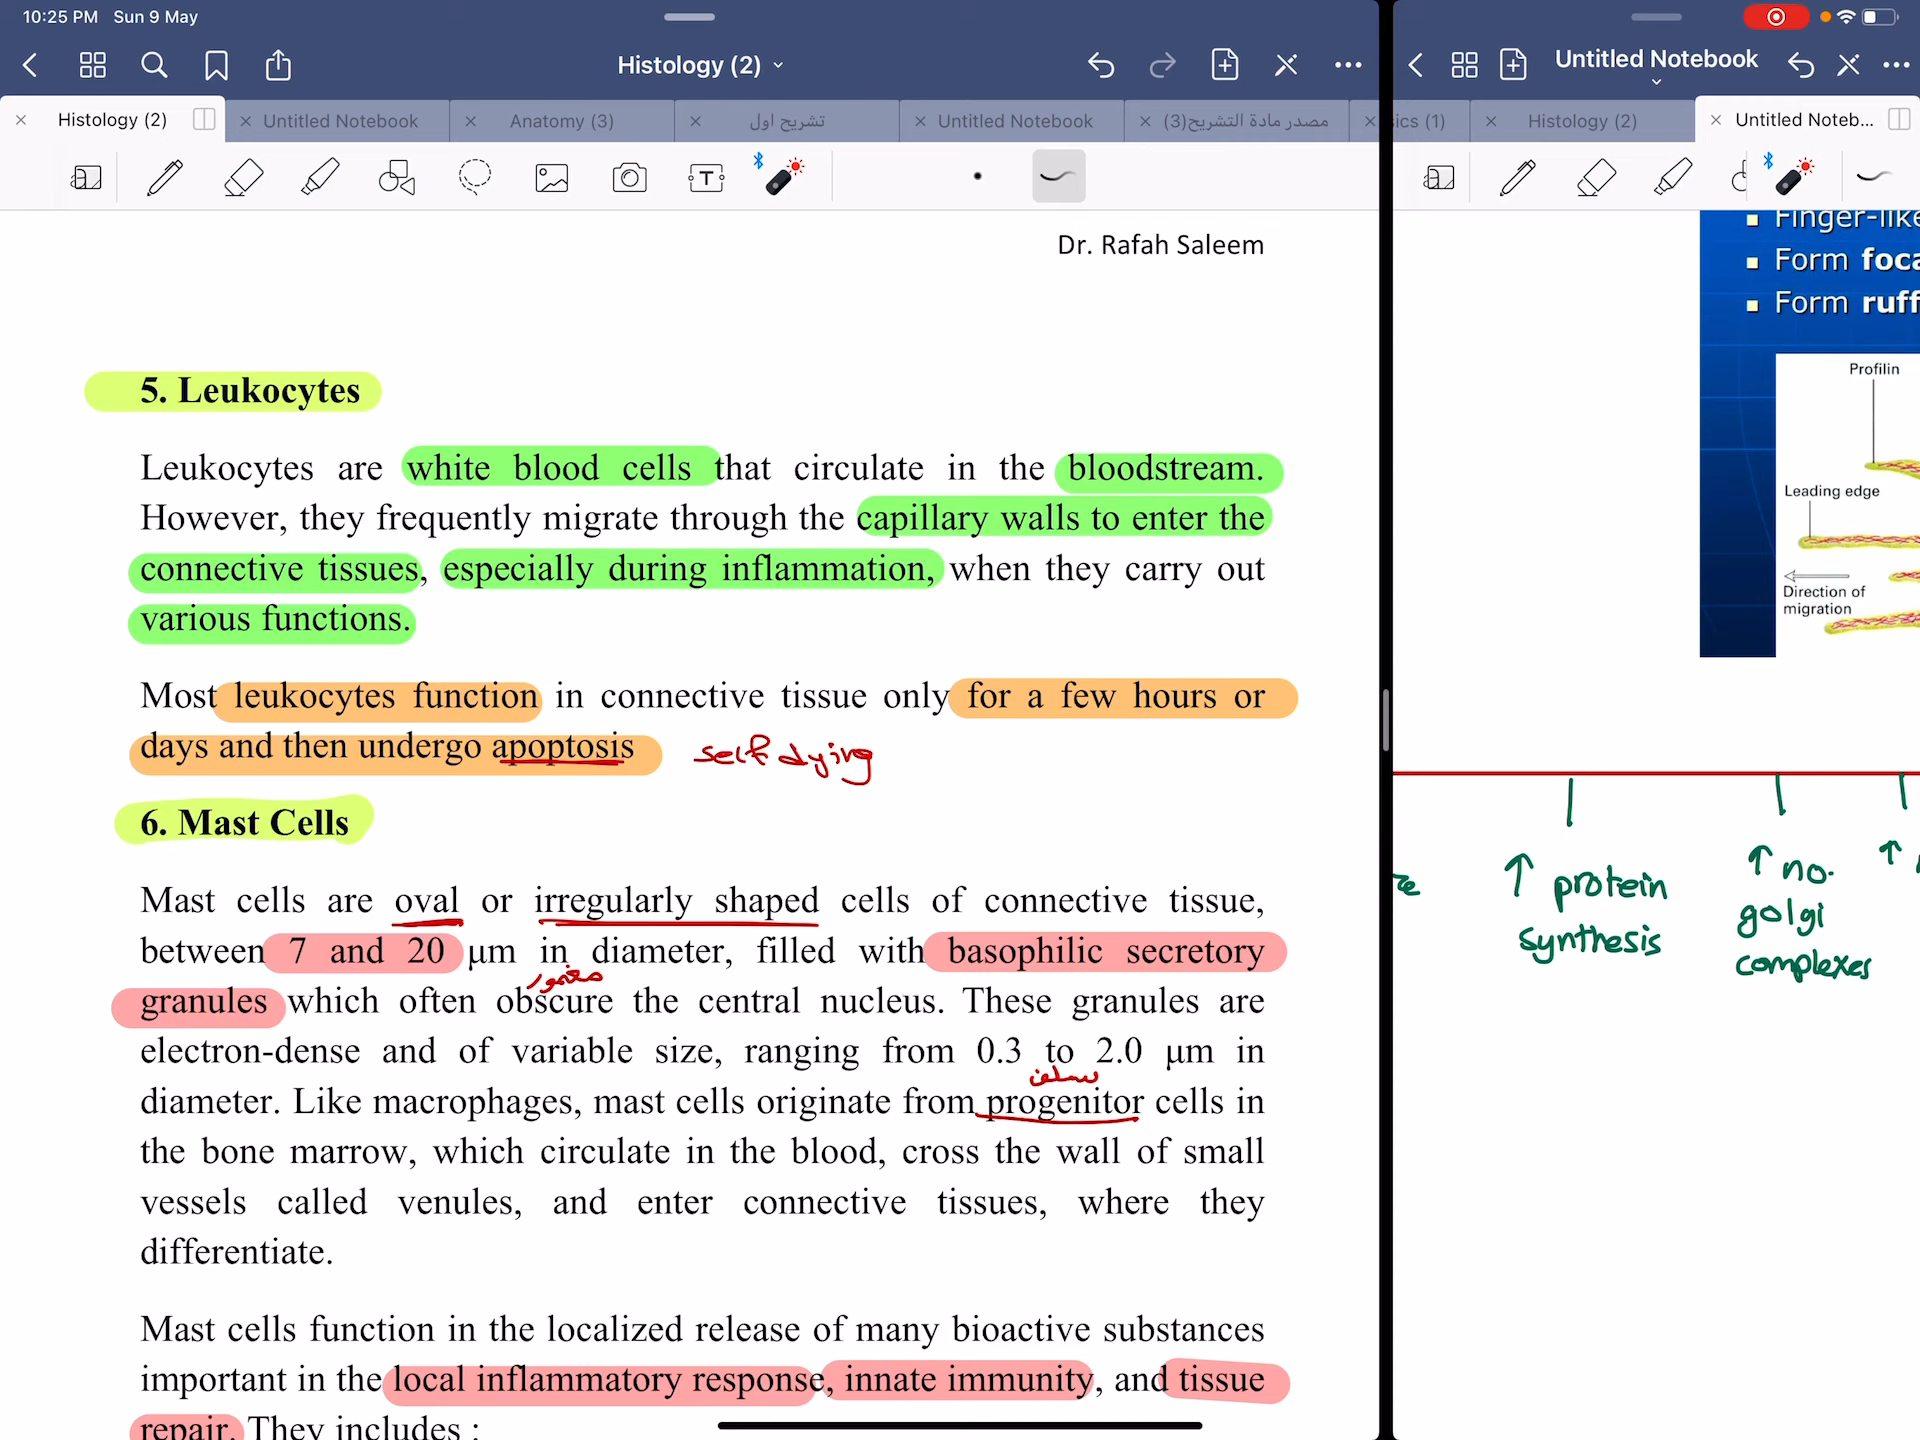 10:25 PM Sun 9 May
Histology (2)
Histology (2)
Untitled Notebook
Anatomy (3)
تشريح اول
Untitled Notebook
مصدر مادة التشريح(3)
ics (1)
Dr. Rafah Saleem
5. Leukocytes
Leukocytes are white blood cells that circulate in the bloodstream.
However, they frequently migrate through the capillary walls to enter the
connective tissues, especially during inflammation, when they carry out
various functions.
Most leukocytes function in connective tissue only for a few hours or
days and then undergo apoptosis self dying
6. Mast Cells
Mast cells are oval or irregularly shaped cells of connective tissue,
between 7 and 20 μm in diameter, filled with basophilic secretory
granules which often obscure the central nucleus. These granules are
electron-dense and of variable size, ranging from 0.3 to 2.0 μm in
diameter. Like macrophages, mast cells originate from progenitor cells in
the bone marrow, which circulate in the blood, cross the wall of small
vessels called venules, and enter connective tissues, where they
differentiate.
Mast cells function in the localized release of many bioactive substances
important in the local inflammatory response, innate immunity, and tissue
repair. They includes :
Untitled Notebook
Histology (2)
Untitled Noteb...
Finger-like
Form foca
Form ruff
Profilin
Leading edge
Direction of
migration
↑ protein
synthesis
↑ no.
golgi
complexes
↑